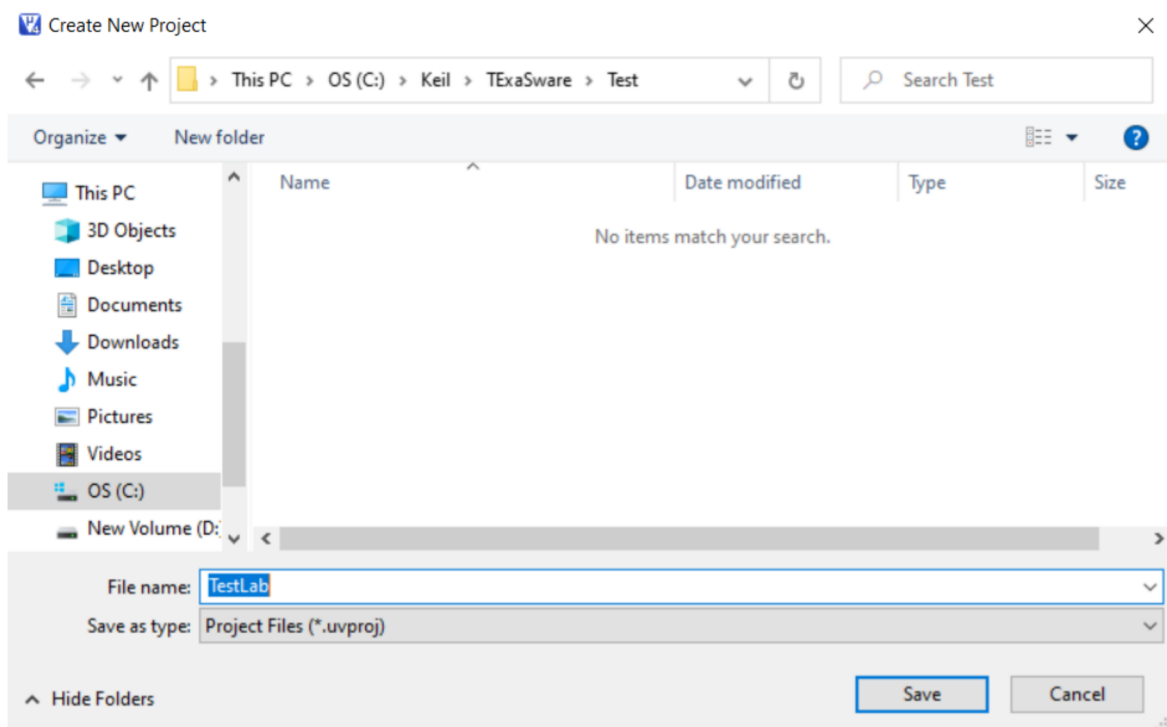 Create New Project
This PC > OS (C:) > Keil > TExaSware > Test
Search Test
Organize
New folder
Name
Date modified
Type
Size
This PC
No items match your search.
3D Objects
Desktop
Documents
Downloads
Music
Pictures
Videos
OS (C:)
New Volume (D:
File name: TestLab
Save as type: Project Files (*.uvproj)
Hide Folders
Save
Cancel